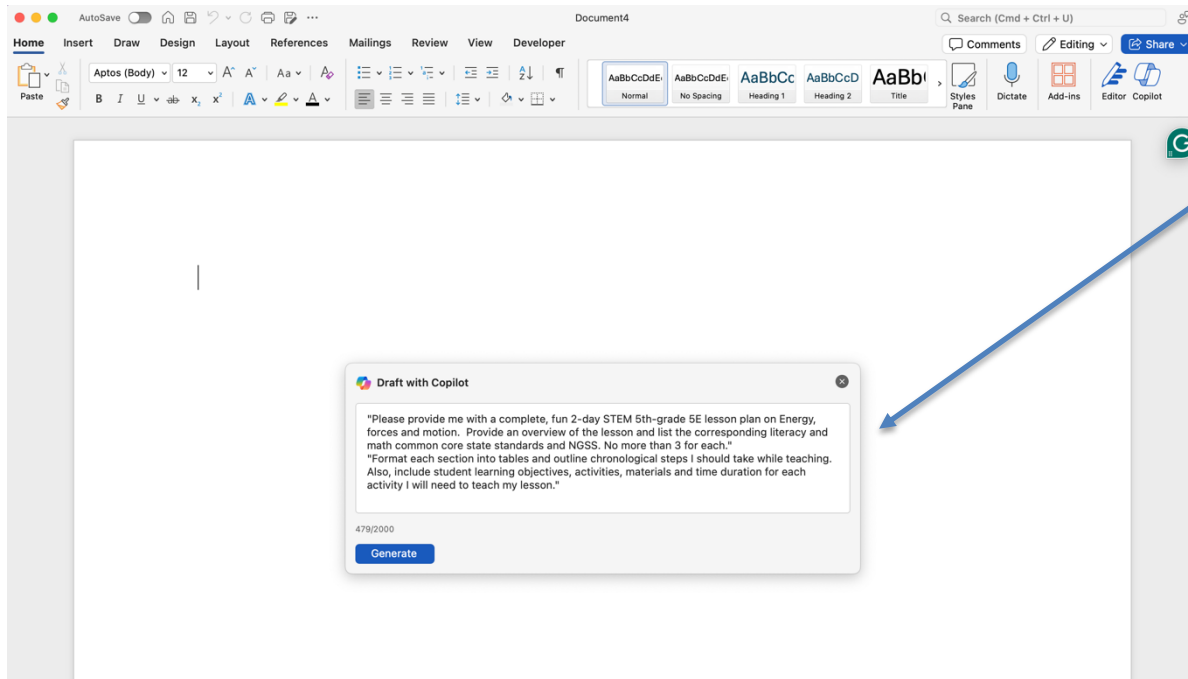 AutoSave
Document4
Search (Cmd + Ctrl + U)
Home Insert Draw Design Layout References Mailings Review View Developer
Comments Editing Share
Paste
Aptos (Body) 12 A^ A˅ Aa A
B I U ab x₂ x² A A
AaBbCcDdE AaBbCcDdE AaBbCc AaBbCcD AaBb
Normal No Spacing Heading 1 Heading 2 Title
Styles Pane
Dictate Add-ins Editor Copilot
G
Draft with Copilot
"Please provide me with a complete, fun 2-day STEM 5th-grade 5E lesson plan on Energy,
forces and motion. Provide an overview of the lesson and list the corresponding literacy and
math common core state standards and NGSS. No more than 3 for each."
"Format each section into tables and outline chronological steps I should take while teaching.
Also, include student learning objectives, activities, materials and time duration for each
activity I will need to teach my lesson."
479/2000
Generate